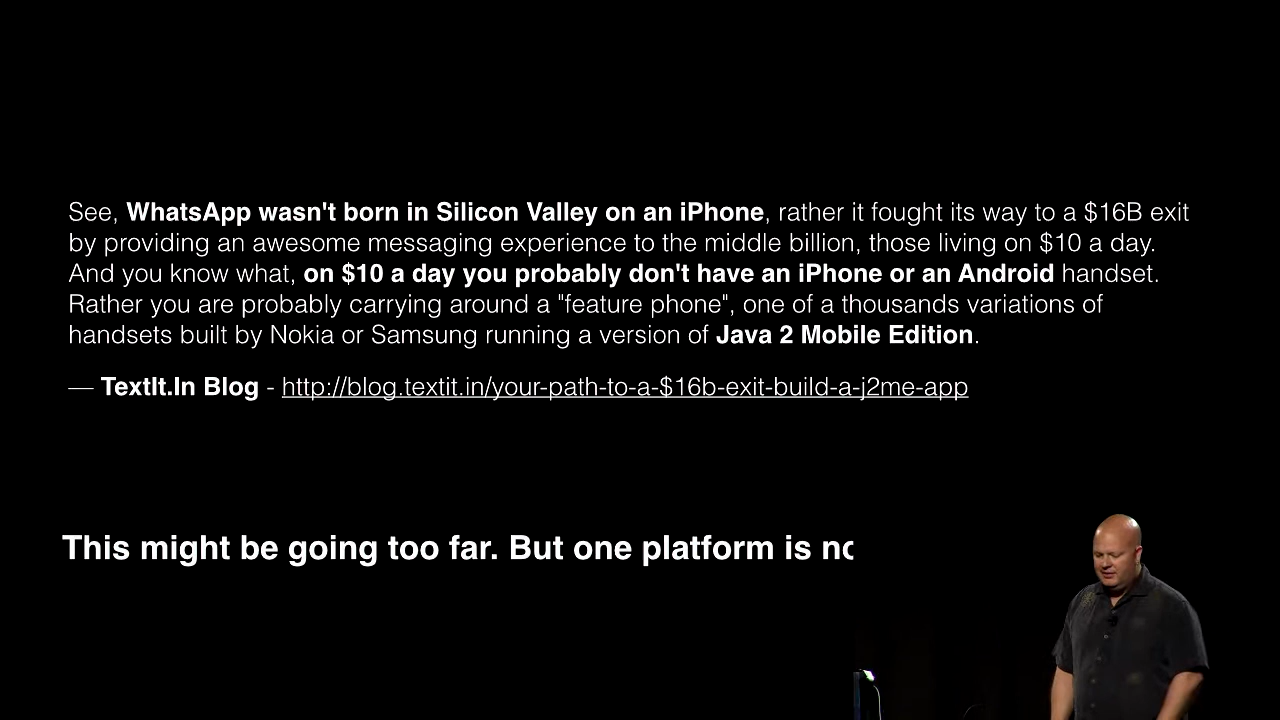 See, WhatsApp wasn't born in Silicon Valley on an iPhone, rather it fought its way to a $16B exit
by providing an awesome messaging experience to the middle billion, those living on $10 a day.
And you know what, on $10 a day you probably don't have an iPhone or an Android handset.
Rather you are probably carrying around a "feature phone", one of a thousands variations of
handsets built by Nokia or Samsung running a version of Java 2 Mobile Edition.
— TextIt.In Blog - http://blog.textit.in/your-path-to-a-$16b-exit-build-a-j2me-app
This might be going too far. But one platform is